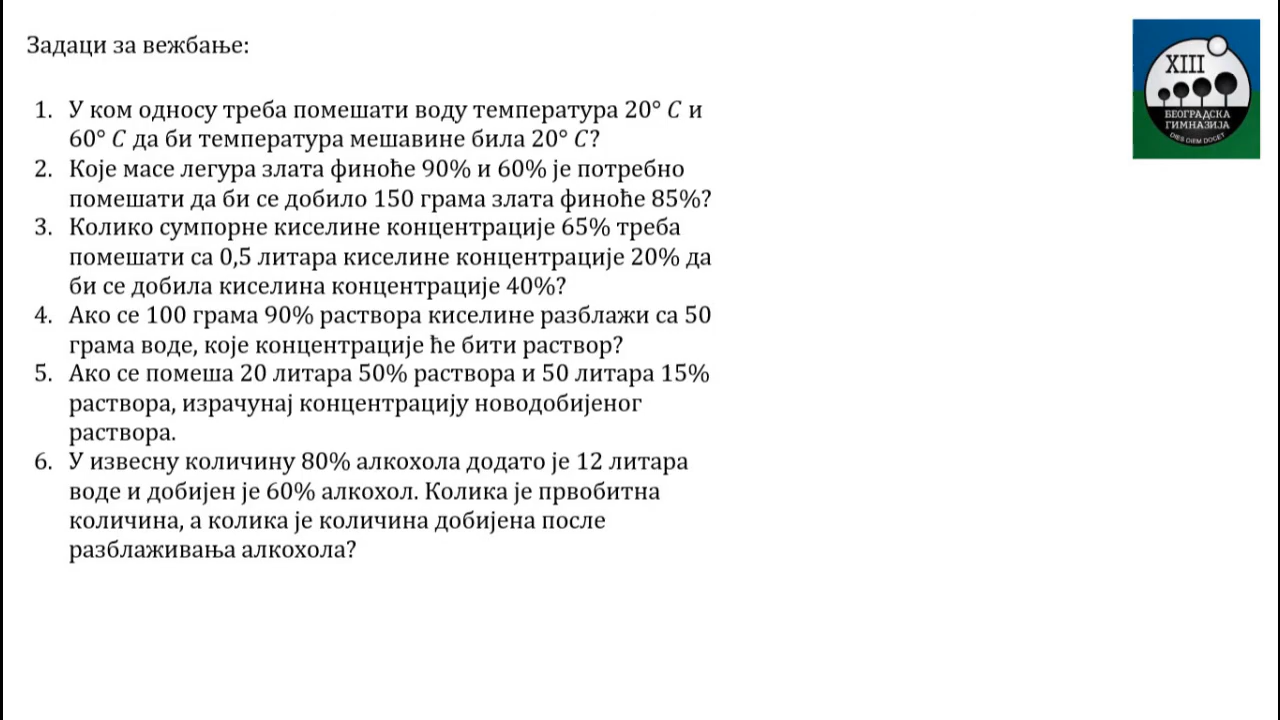 Задаци за вежбање:
1. У ком односу треба помешати воду температура 20° C и
60° C да би температура мешавине била 20° C?
2. Које масе легура злата финоће 90% и 60% је потребно
помешати да би се добило 150 грама злата финоће 85%?
3. Колико сумпорне киселине концентрације 65% треба
помешати са 0,5 литара киселине концентрације 20% да
би се добила киселина концентрације 40%?
4. Ако се 100 грама 90% раствора киселине разблажи са 50
грама воде, које концентрације ће бити раствор?
5. Ако се помеша 20 литара 50% раствора и 50 литара 15%
раствора, израчунај концентрацију новодобијеног
раствора.
6. У извесну количину 80% алкохола додато је 12 литара
воде и добијен је 60% алкохол. Колика је првобитна
количина, а колика је количина добијена после
разблаживања алкохола?
XIII
БЕОГРАДСКА
ГИМНАЗИЈА
DIES DIEM DOCET